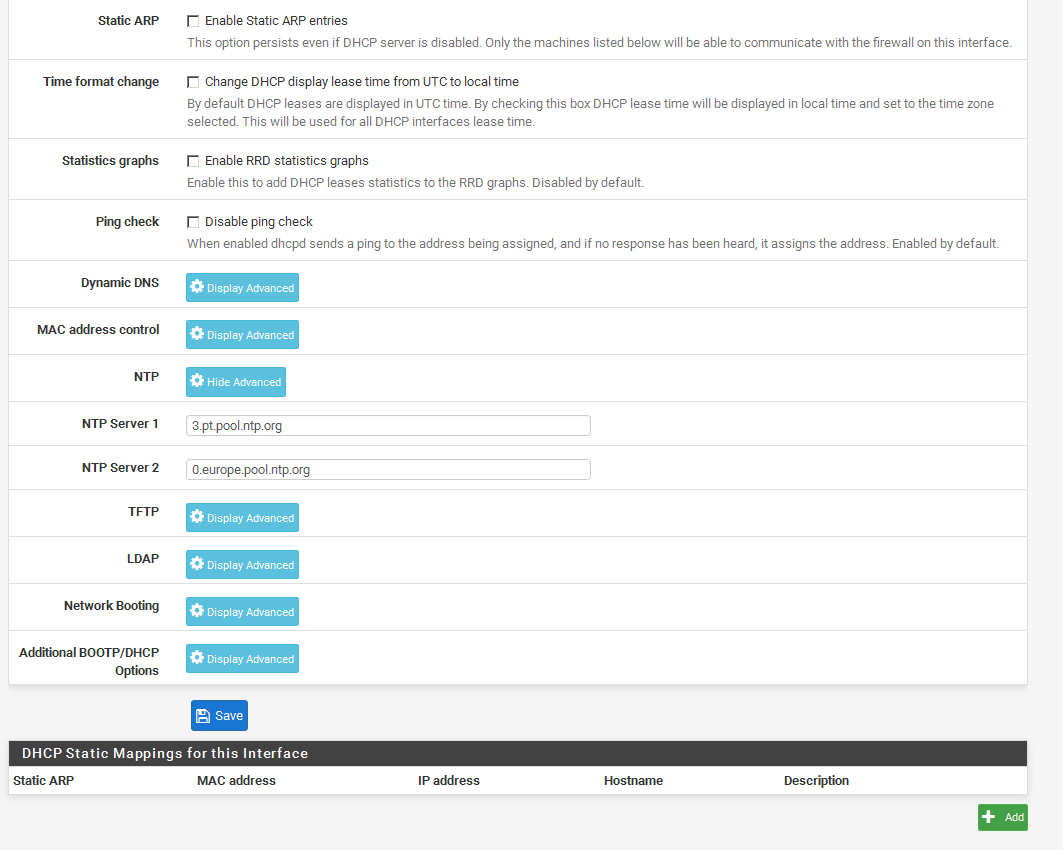 Static ARP Enable Static ARP entries
This option persists even if DHCP server is disabled. Only the machines listed below will be able to communicate with the firewall on this interface.
Time format change Change DHCP display lease time from UTC to local time
By default DHCP leases are displayed in UTC time. By checking this box DHCP lease time will be displayed in local time and set to the time zone
selected. This will be used for all DHCP interfaces lease time.
Statistics graphs Enable RRD statistics graphs
Enable this to add DHCP leases statistics to the RRD graphs. Disabled by default.
Ping check Disable ping check
When enabled dhcpd sends a ping to the address being assigned, and if no response has been heard, it assigns the address. Enabled by default.
Dynamic DNS Display Advanced
MAC address control Display Advanced
NTP Hide Advanced
NTP Server 1 3.pt.pool.ntp.org
NTP Server 2 0.europe.pool.ntp.org
TFTP Display Advanced
LDAP Display Advanced
Network Booting Display Advanced
Additional BOOTP/DHCP Display Advanced
Options
Save
DHCP Static Mappings for this Interface
Static ARP MAC address IP address Hostname Description
Add